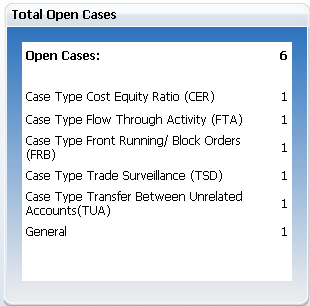 Total Open Cases
Open Cases: 6
Case Type Cost Equity Ratio (CER) 1
Case Type Flow Through Activity (FTA) 1
Case Type Front Running/ Block Orders
(FRB) 1
Case Type Trade Surveillance (TSD) 1
Case Type Transfer Between Unrelated
Accounts(TUA) 1
General 1